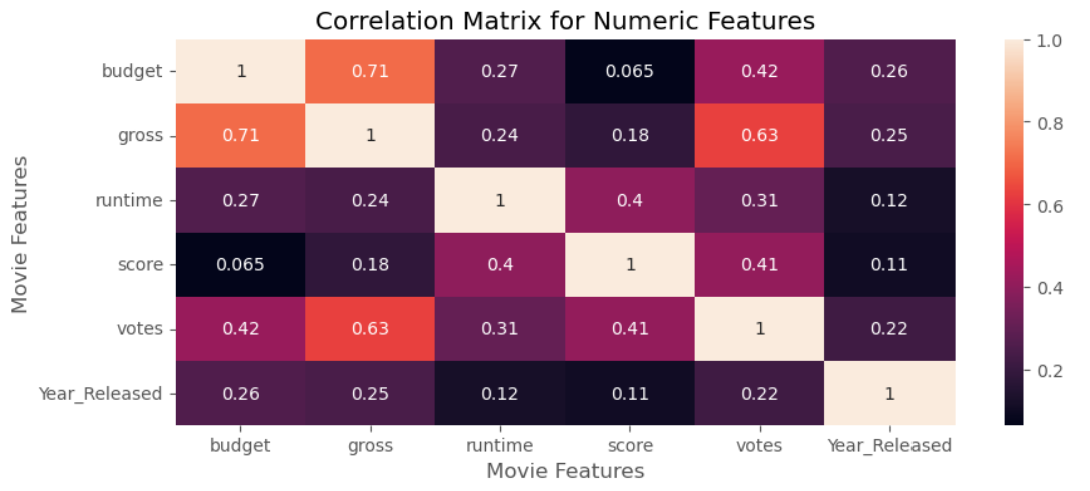 Correlation Matrix for Numeric Features
Movie Features
budget 1 0.71 0.27 0.065 0.42 0.26
gross 0.71 1 0.24 0.18 0.63 0.25
runtime 0.27 0.24 1 0.4 0.31 0.12
score 0.065 0.18 0.4 1 0.41 0.11
votes 0.42 0.63 0.31 0.41 1 0.22
Year_Released 0.26 0.25 0.12 0.11 0.22 1
budget gross runtime score votes Year_Released
Movie Features
1.0
0.8
0.6
0.4
0.2